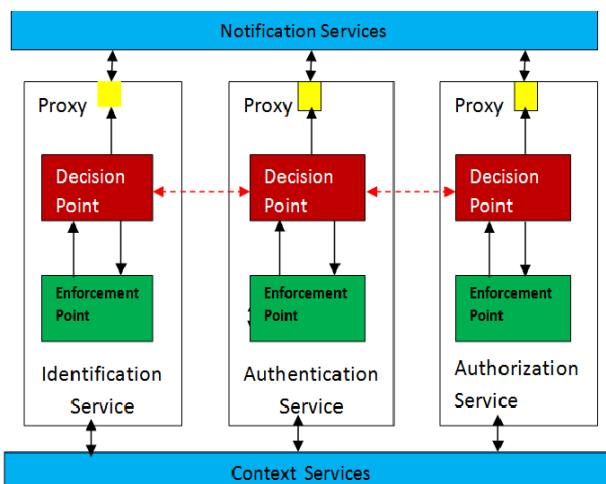 Notification Services
Proxy
Decision
Point
Enforcement
Point
Identification
Service
Proxy
Decision
Point
Enforcement
Point
Authentication
Service
Proxy
Decision
Point
Enforcement
Point
Authorization
Service
Context Services